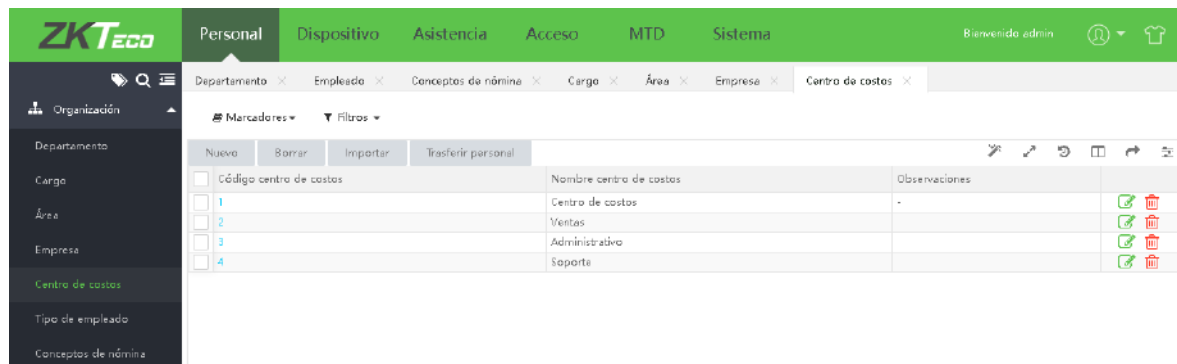 ZKTeco Personal Dispositivo Asistencia Acceso MTD Sistema Bienvenido admin
Departamento Empleado Conceptos de nómina Cargo Área Empresa Centro de costos
Organización
Marcadores Filtros
Departamento
Nuevo Borrar Importar Trasferir personal
Código centro de costos Nombre centro de costos Observaciones
Cargo
1 Centro de costos -
Área
2 Ventas
3 Administrativo
Empresa
4 Soporte
Centro de costos
Tipo de empleado
Conceptos de nómina